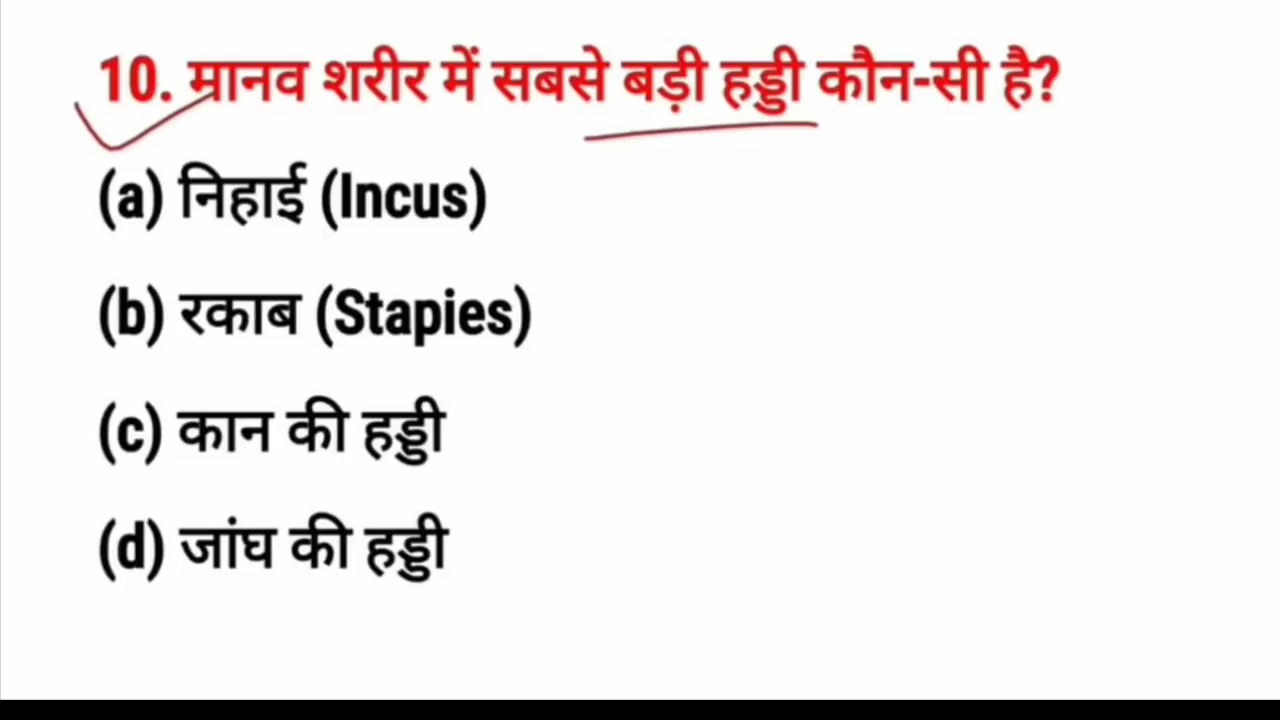 10. मानव शरीर में सबसे बड़ी हड्डी कौन-सी है?
(a) निहाई (Incus)
(b) रकाब (Stapies)
(c) कान की हड्डी
(d) जांघ की हड्डी